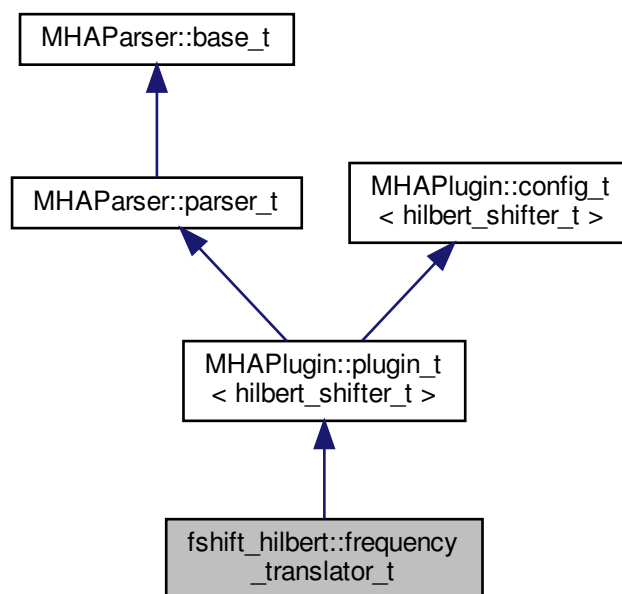 MHAParser::base_t
MHAParser::parser_t
MHAPlugin::config_t
< hilbert_shifter_t >
MHAPlugin::plugin_t
< hilbert_shifter_t >
fshift_hilbert::frequency
_translator_t